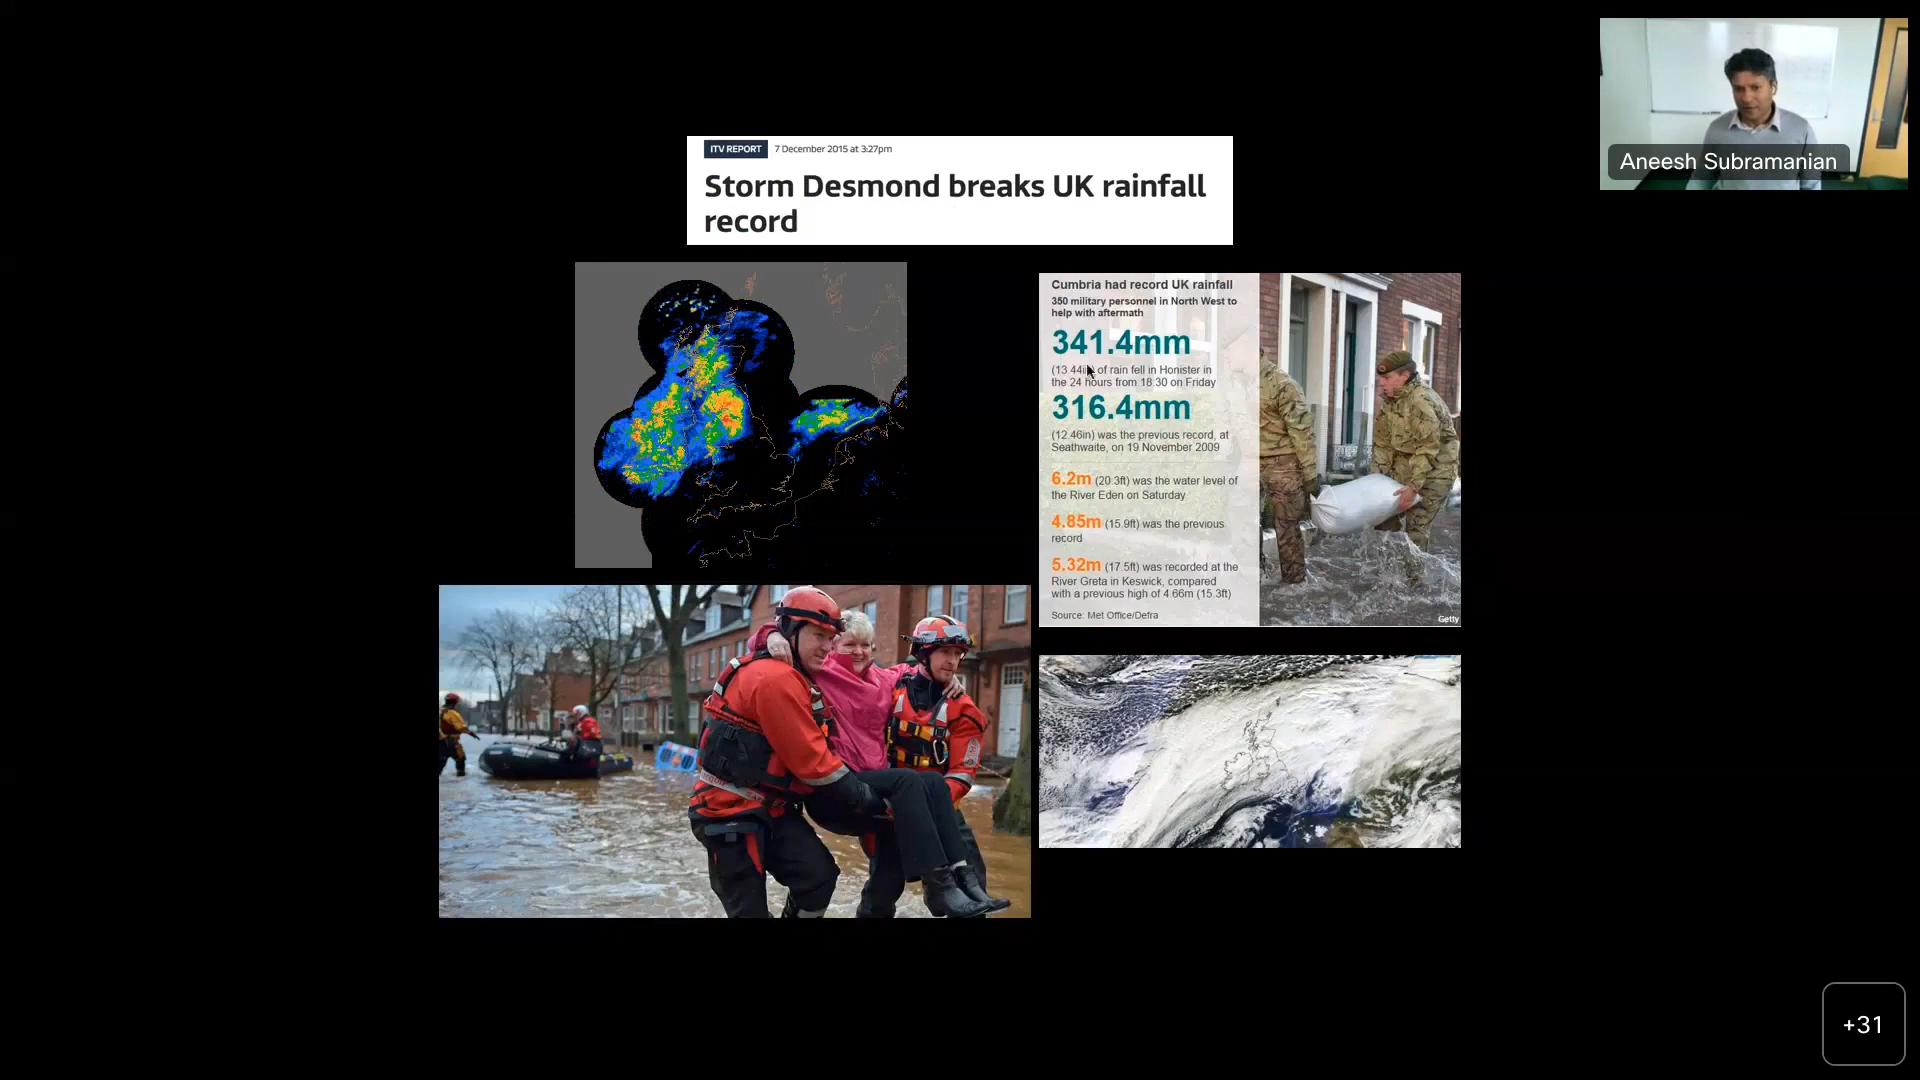 Aneesh Subramanian
ITV REPORT 7 December 2015 at 3:27pm
Storm Desmond breaks UK rainfall
record
Cumbria had record UK rainfall
350 military personnel in North West to
help with aftermath
341.4mm
(13.44in) of rain fell in Honister in
the 24 hours from 18:30 on Friday
316.4mm
(12.46in) was the previous record, at
Seathwaite, on 19 November 2009
6.2m (20.3ft) was the water level of
the River Eden on Saturday
4.85m (15.9ft) was the previous
record
5.32m (17.5ft) was recorded at the
River Greta in Keswick, compared
with a previous high of 4.66m (15.3ft)
Source: Met Office/Defra
Getty
+31